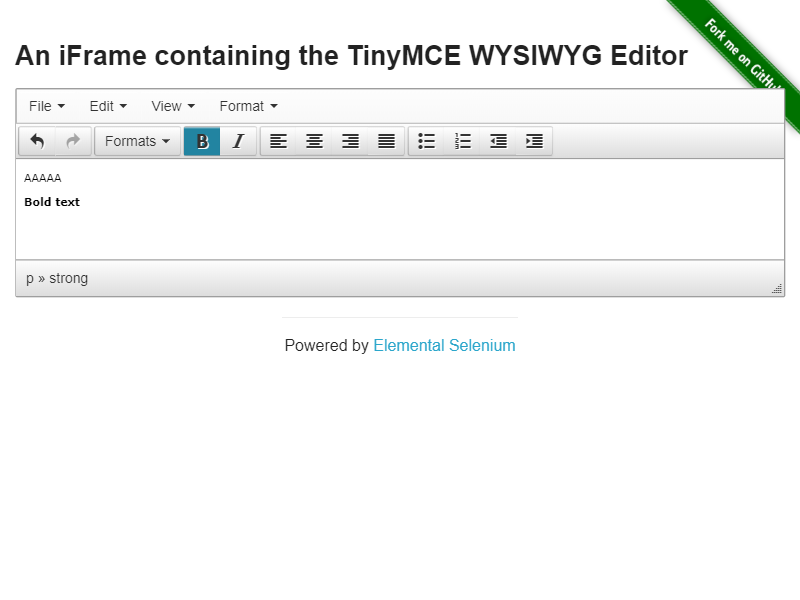 Fork me on GitHub
An iFrame containing the TinyMCE WYSIWYG Editor
File Edit View Format
Formats B I
AAAAA
Bold text
p » strong
Powered by Elemental Selenium